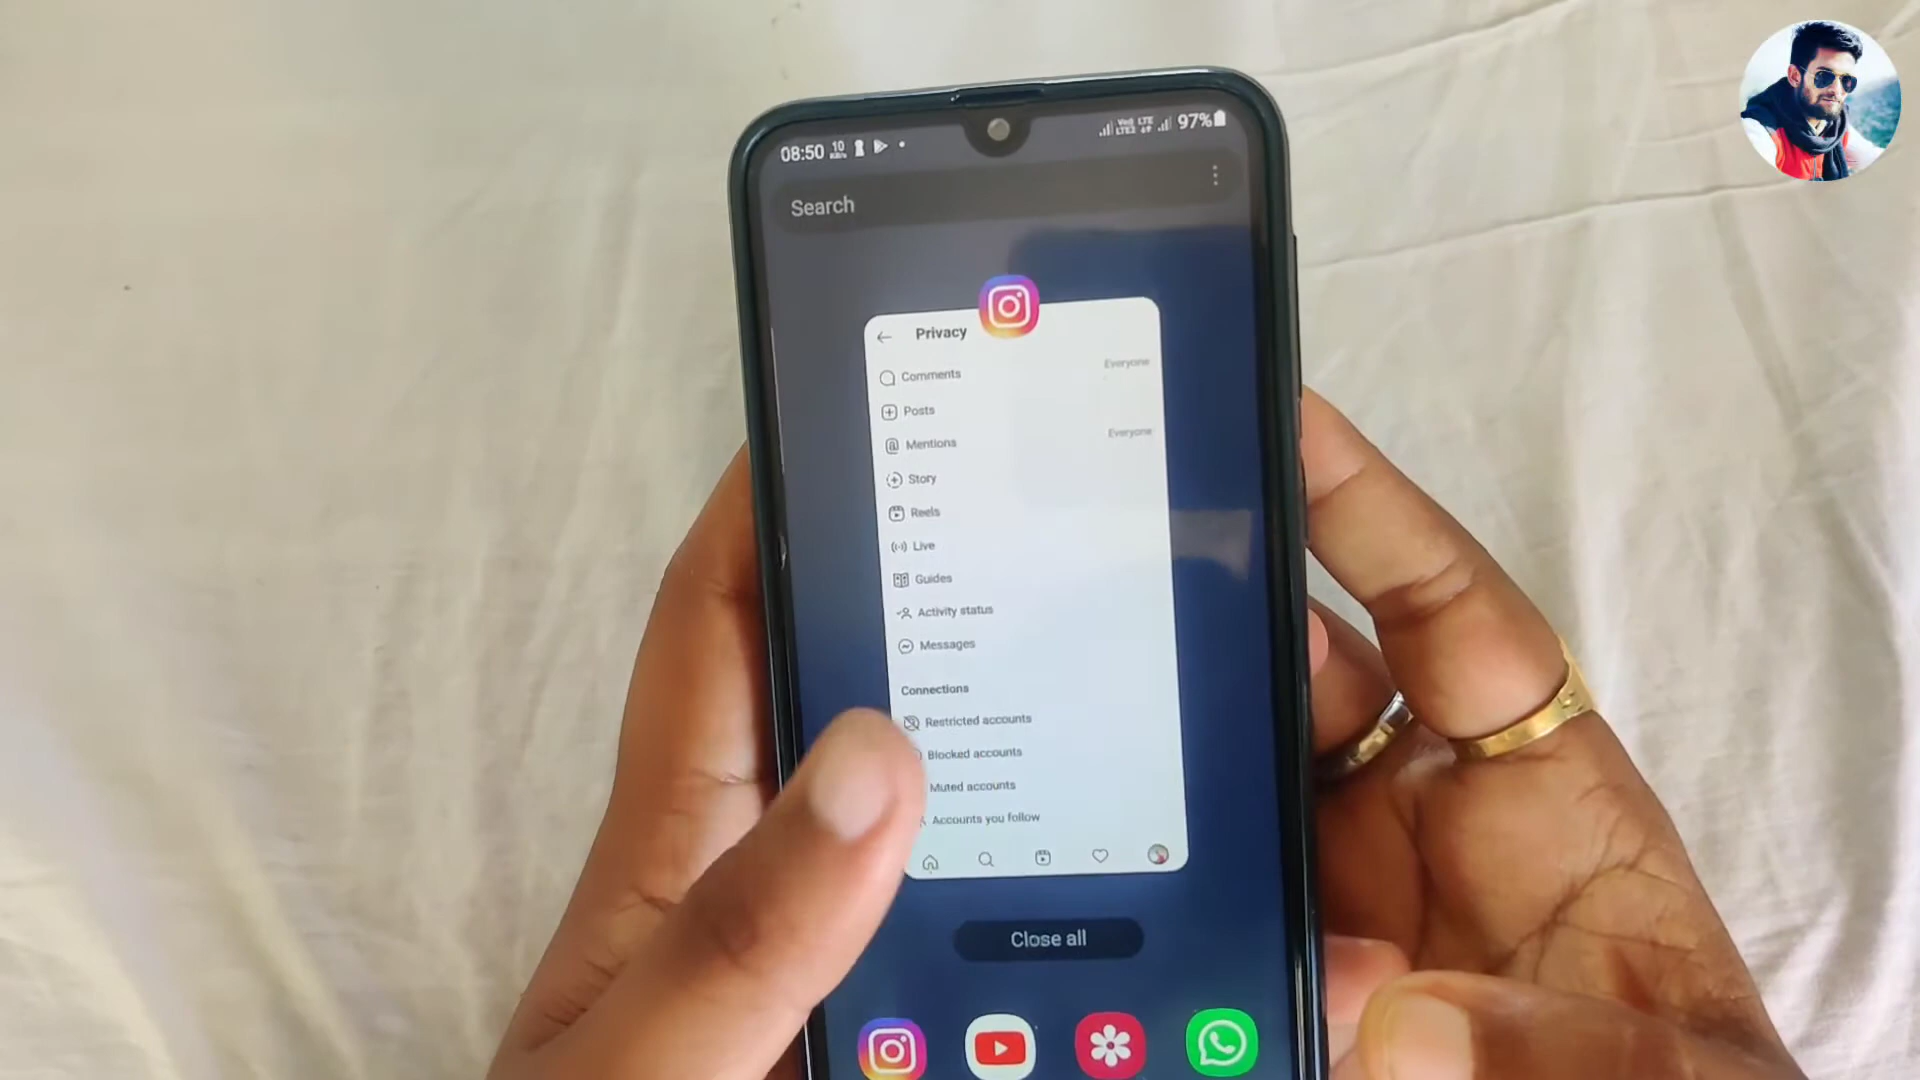 08:50
97%
Search
Privacy
Comments
Everyone
Posts
Mentions
Everyone
Story
Reels
Live
Guides
Activity status
Messages
Connections
Restricted accounts
Blocked accounts
Muted accounts
Accounts you follow
Close all